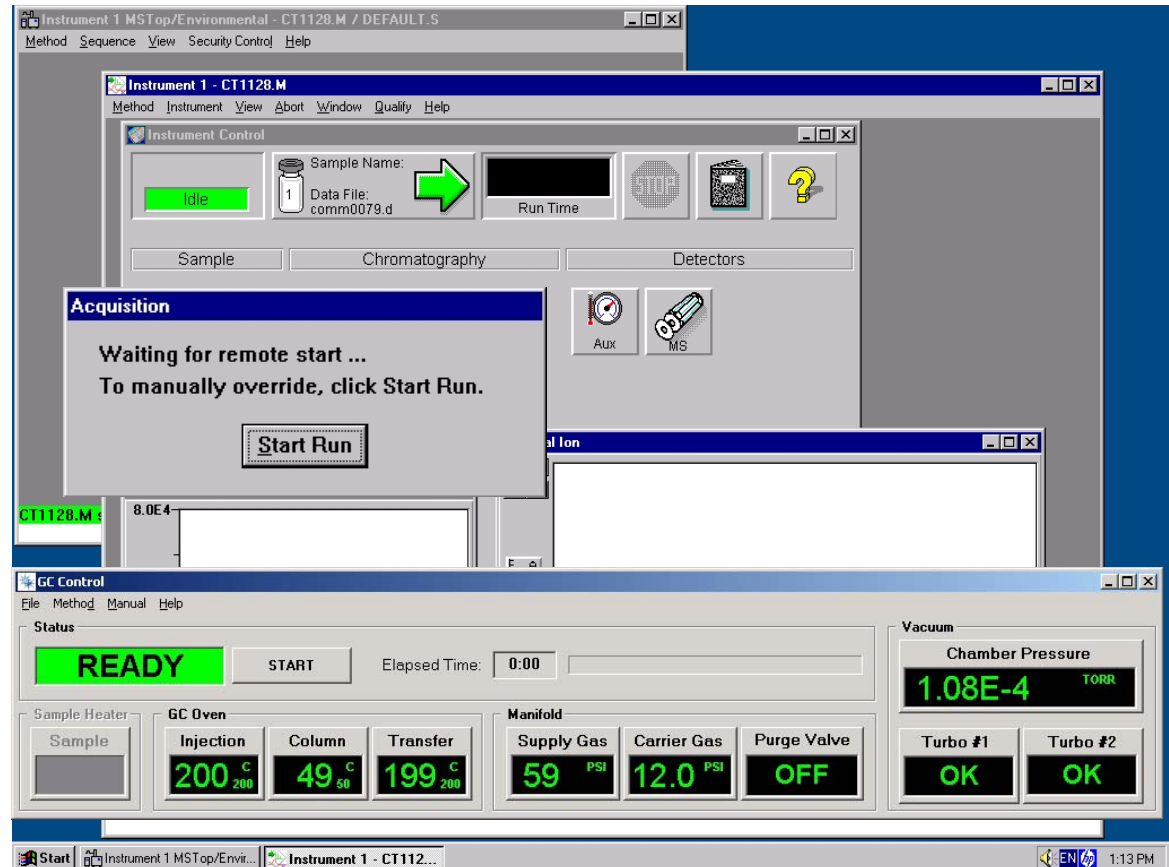 Instrument 1 MSTop/Environmental - CT1128.M / DEFAULT.S
Method Sequence View Security Control Help
Instrument 1 - CT1128.M
Method Instrument View Abort Window Qualify Help
Instrument Control
Idle
1
Sample Name:
Data File:
comm0079.d
Run Time
STOP
?
Sample
Chromatography
Detectors
Aux
MS
Acquisition
Waiting for remote start ...
To manually override, click Start Run.
Start Run
al Ion
CT1128.M s
8.0E4
GC Control
File Method Manual Help
Status
READY
START
Elapsed Time:
0:00
Vacuum
Chamber Pressure
1.08E-4 TORR
Turbo #1
OK
Turbo #2
OK
Sample Heater
Sample
GC Oven
Injection
200 C 200
Column
49 C 50
Transfer
199 C 200
Manifold
Supply Gas
59 PSI
Carrier Gas
12.0 PSI
Purge Valve
OFF
Start
Instrument 1 MSTop/Envir...
Instrument 1 - CT112...
EN
hp
1:13 PM